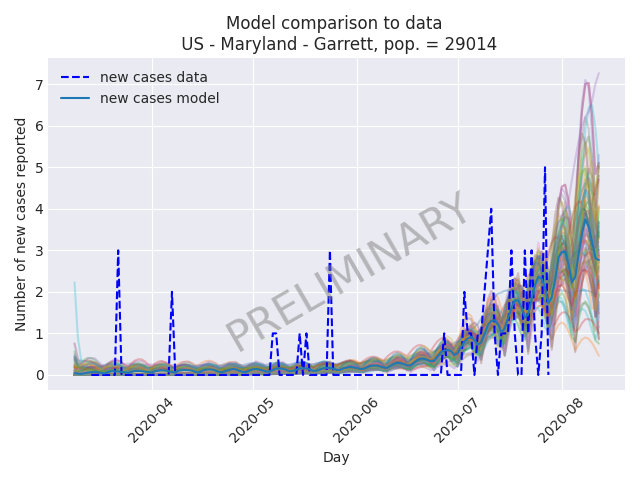 Model comparison to data
US - Maryland - Garrett, pop. = 29014
new cases data
new cases model
PRELIMINARY
Number of new cases reported
7
6
5
4
3
2
1
0
2020-04
2020-05
2020-06
2020-07
2020-08
Day